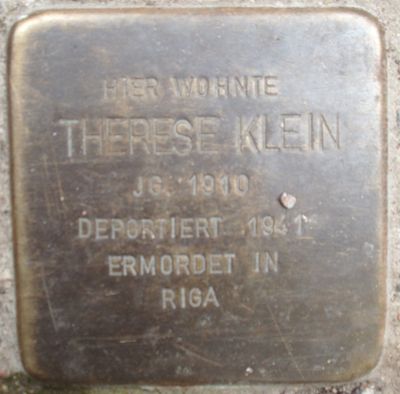 HIER WOHNTE
THERESE KLEIN
JG. 1910
DEPORTIERT 1941
ERMORDET IN
RIGA